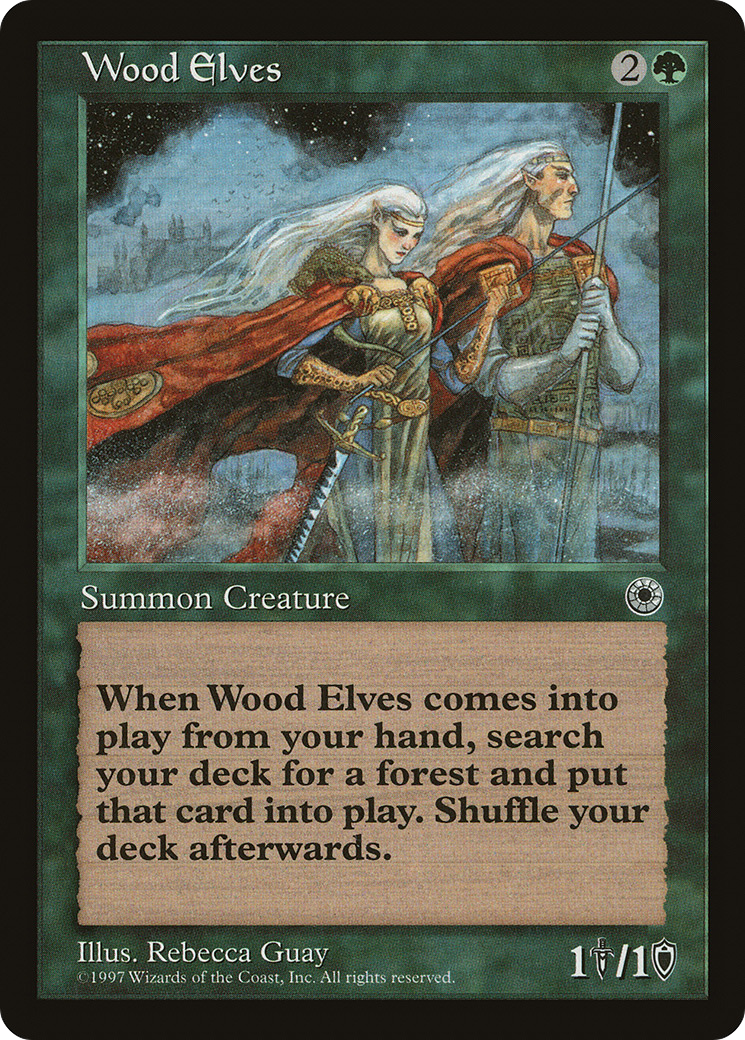 Wood Elves 2
Summon Creature
When Wood Elves comes into
play from your hand, search
your deck for a forest and put
that card into play. Shuffle your
deck afterwards.
Illus. Rebecca Guay
©1997 Wizards of the Coast, Inc. All rights reserved.
1/1